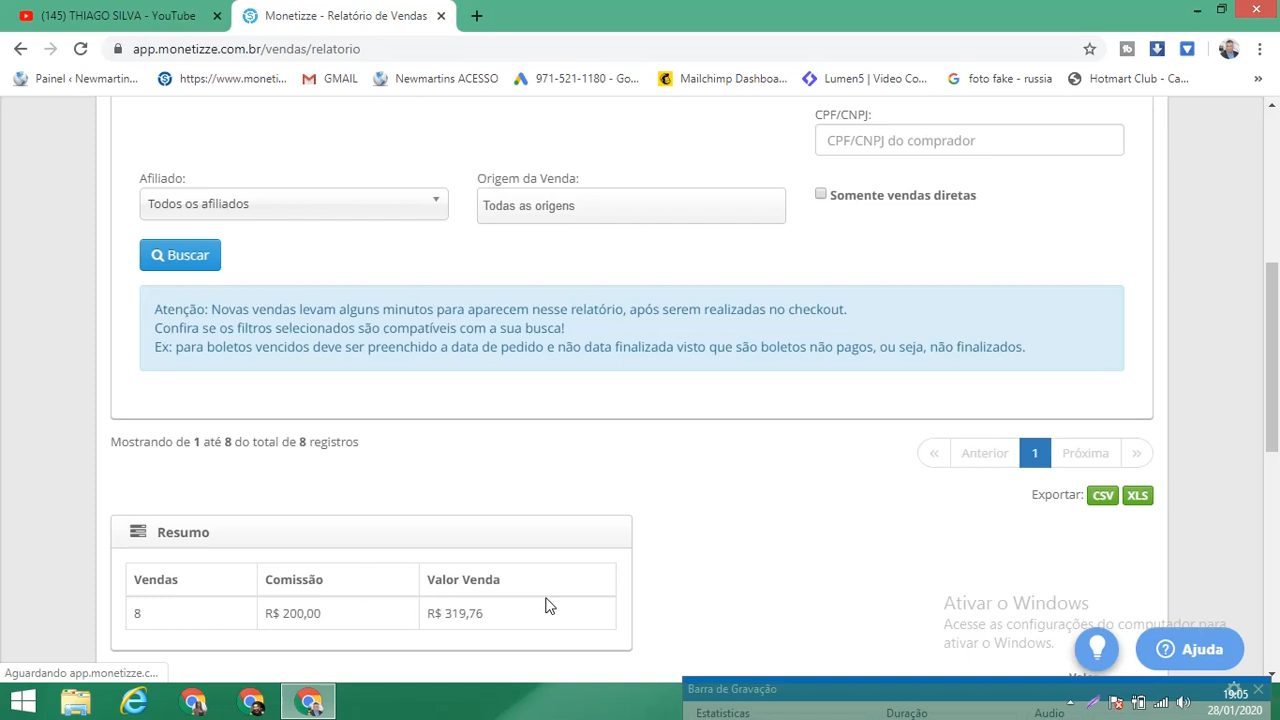 (145) THIAGO SILVA - YouTube
Monetizze - Relatório de Vendas
app.monetizze.com.br/vendas/relatorio
Painel ‹ Newmartin...
https://www.moneti...
GMAIL
Newmartins ACESSO
971-521-1180 - Go...
Mailchimp Dashboa...
Lumen5 | Video Co...
foto fake - russia
Hotmart Club - Ca...
»
CPF/CNPJ:
CPF/CNPJ do comprador
Afiliado:
Origem da Venda:
Todos os afiliados
Todas as origens
Somente vendas diretas
Buscar
Atenção: Novas vendas levam alguns minutos para aparecem nesse relatório, após serem realizadas no checkout.
Confira se os filtros selecionados são compatíveis com a sua busca!
Ex: para boletos vencidos deve ser preenchido a data de pedido e não data finalizada visto que são boletos não pagos, ou seja, não finalizados.
Mostrando de 1 até 8 do total de 8 registros
« Anterior 1 Próxima »
Exportar: CSV XLS
Resumo
Vendas Comissão Valor Venda
8 R$ 200,00 R$ 319,76
Ativar o Windows
Acesse as configurações do computador para
ativar o Windows.
Ajuda
Aguardando app.monetizze.c...
Barra de Gravação
Estatisticas Duração Audio
19:05
28/01/2020